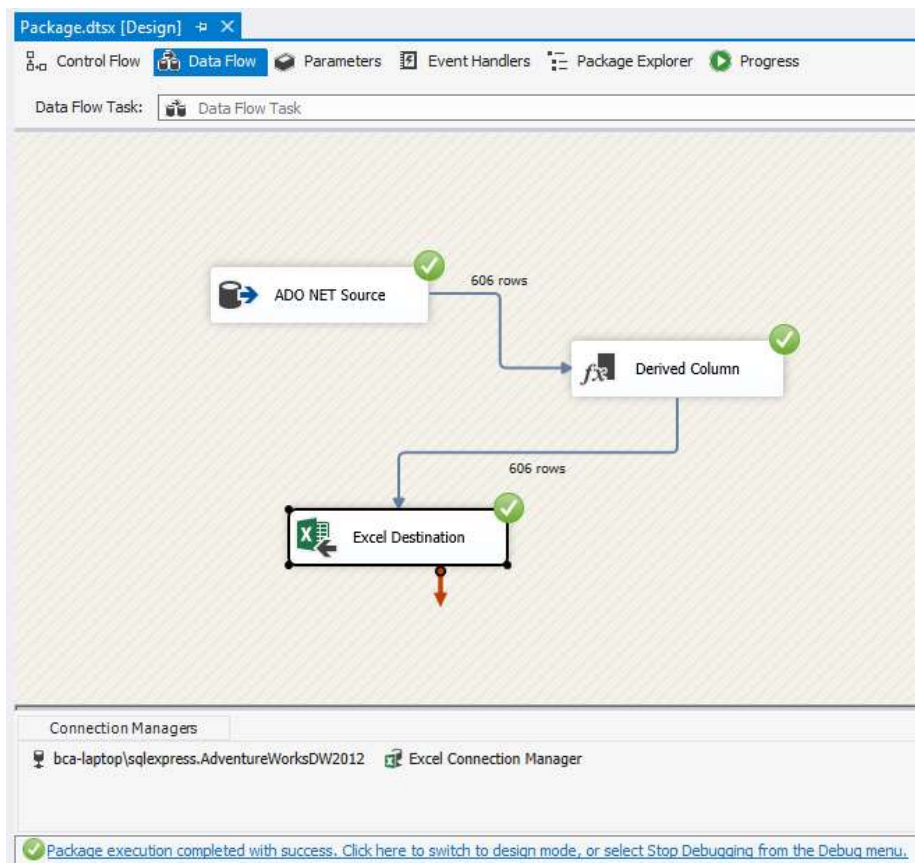 Package.dtsx [Design]
Control Flow Data Flow Parameters Event Handlers Package Explorer Progress
Data Flow Task: Data Flow Task
ADO NET Source
606 rows
fx Derived Column
606 rows
X Excel Destination
Connection Managers
bca-laptop\sqlexpress.AdventureWorksDW2012 Excel Connection Manager
Package execution completed with success. Click here to switch to design mode, or select Stop Debugging from the Debug menu.